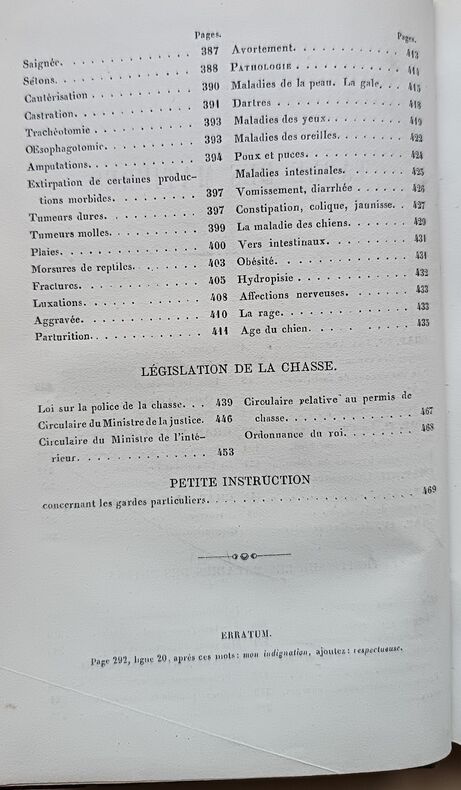 Pages.
Saignée. . . . . . . . . . . . . 387
Sétons. . . . . . . . . . . . . 388
Cautérisation . . . . . . . . . . 390
Castration. . . . . . . . . . . . 391
Trachéotomie . . . . . . . . . . 393
Œsophagotomie. . . . . . . . . . 393
Amputations. . . . . . . . . . . 394
Extirpation de certaines produc-
tions morbides. . . . . . . . . 397
Tumeurs dures. . . . . . . . . . 397
Tumeurs molles. . . . . . . . . . 399
Plaies. . . . . . . . . . . . . 400
Morsures de reptiles. . . . . . . 403
Fractures. . . . . . . . . . . . 405
Luxations. . . . . . . . . . . . 408
Aggravée. . . . . . . . . . . . 410
Parturition. . . . . . . . . . . 411
Pages.
Avortement. . . . . . . . . . . 413
PATHOLOGIE . . . . . . . . . . . 414
Maladies de la peau. La gale. . . 415
Dartres . . . . . . . . . . . . 418
Maladies des yeux. . . . . . . . 419
Maladies des oreilles. . . . . . . 422
Poux et puces. . . . . . . . . . 424
Maladies intestinales. . . . . . . 425
Vomissement, diarrhée . . . . . . 426
Constipation, colique, jaunisse. . 427
La maladie des chiens. . . . . . . 429
Vers intestinaux. . . . . . . . . 431
Obésité. . . . . . . . . . . . . 431
Hydropisie . . . . . . . . . . . 432
Affections nerveuses. . . . . . . 433
La rage. . . . . . . . . . . . . 433
Age du chien. . . . . . . . . . 435
LÉGISLATION DE LA CHASSE.
Loi sur la police de la chasse. . . 439
Circulaire du Ministre de la justice. 446
Circulaire du Ministre de l'inté-
rieur. . . . . . . . . . . . . 453
Circulaire relative au permis de
chasse. . . . . . . . . . . . . 467
Ordonnance du roi. . . . . . . . 468
PETITE INSTRUCTION
concernant les gardes particuliers. . . . . . . . . . . . . . . . 469
ERRATUM.
Page 292, ligne 20, après ces mots: mon indignation, ajoutez: respectueuse.